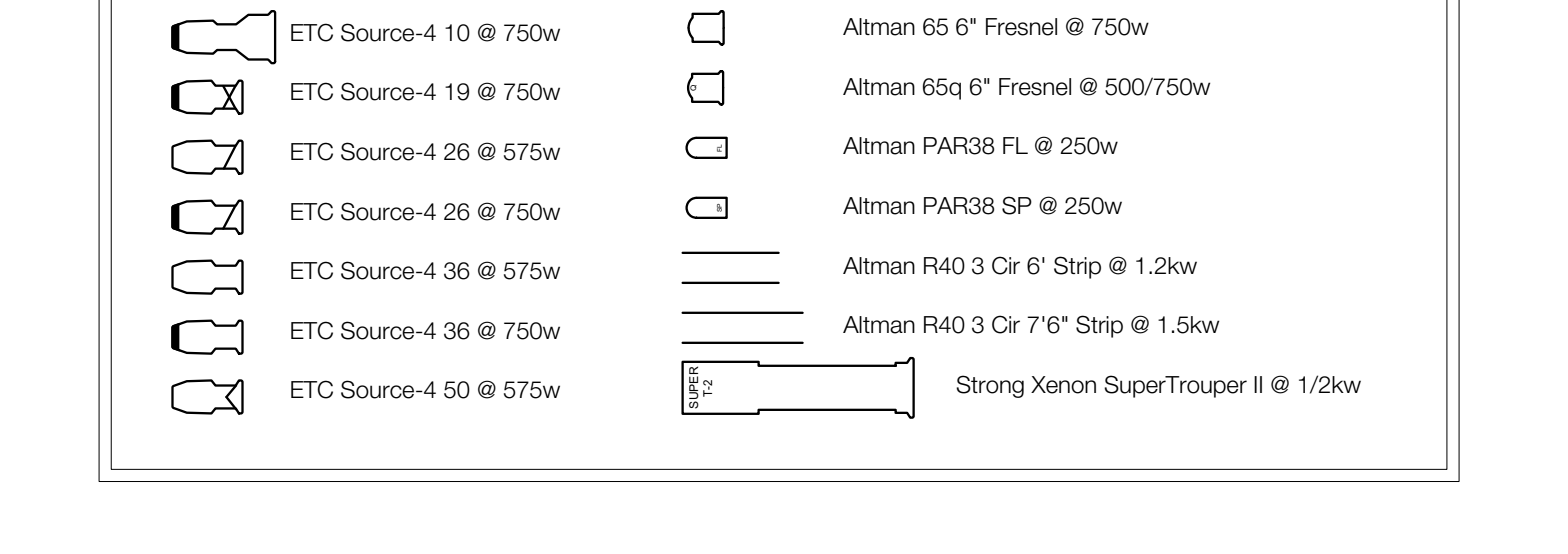 ETC Source-4 10 @ 750w
ETC Source-4 19 @ 750w
ETC Source-4 26 @ 575w
ETC Source-4 26 @ 750w
ETC Source-4 36 @ 575w
ETC Source-4 36 @ 750w
ETC Source-4 50 @ 575w
Altman 65 6" Fresnel @ 750w
Q
Altman 65q 6" Fresnel @ 500/750w
FL
Altman PAR38 FL @ 250w
SP
Altman PAR38 SP @ 250w
Altman R40 3 Cir 6' Strip @ 1.2kw
Altman R40 3 Cir 7'6" Strip @ 1.5kw
SUPER
T-2
Strong Xenon SuperTrouper II @ 1/2kw